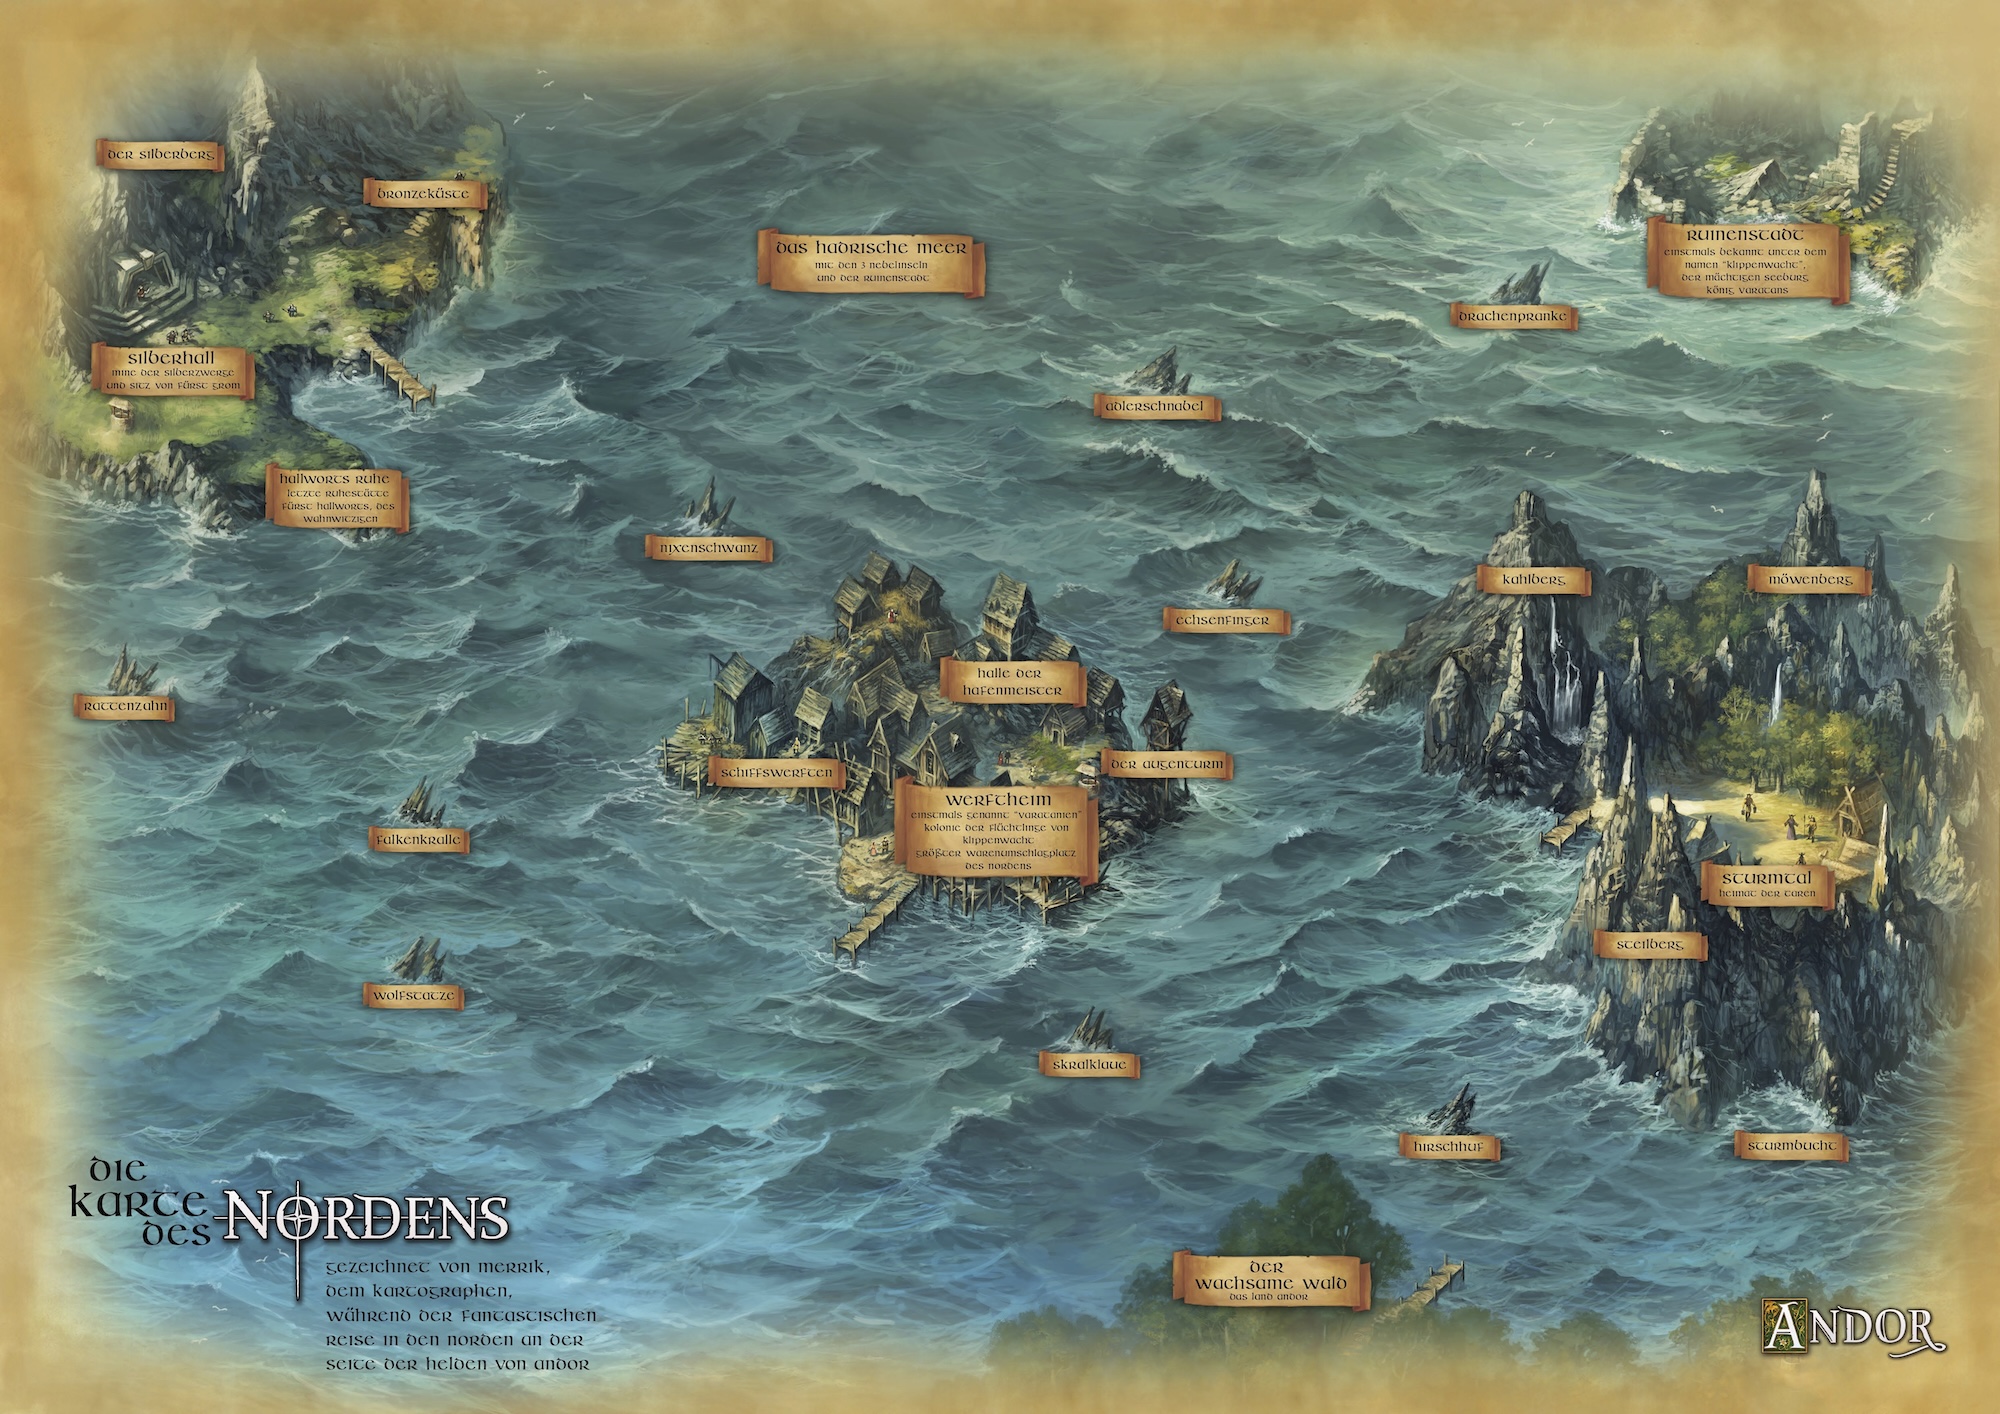 der silberberg
bronzeküste
das hadrische meer
mit den 3 nebelinseln
und der ruinenstadt
ruinenstadt
einstmals bekannt unter dem
namen "klippenwacht",
der mächtigen seeburg
könig varatans
drachenpranke
silberhall
mine der silberzwerge
und sitz von fürst grom
adlerschnabel
hallworts ruhe
letzte ruhestätte
fürst hallworts, des
wahnwitzigen
nixenschwanz
kahlberg
möwenberg
echsenfinger
halle der
hafenmeister
rattenzahn
schiffswerften
der augenturm
werftheim
einstmals genannt "varatanien"
kolonie der flüchtlinge von
klippenwacht
größter warenumschlagplatz
des nordens
falkenkralle
sturmtal
heimat der taren
steilberg
wolfstatze
skralklaue
hirschhuf
sturmbucht
die
karte
des NORDENS
gezeichnet von merrik,
dem kartographen,
während der fantastischen
reise in den norden an der
seite der helden von andor
der
wachsame wald
das land andor
ANDOR